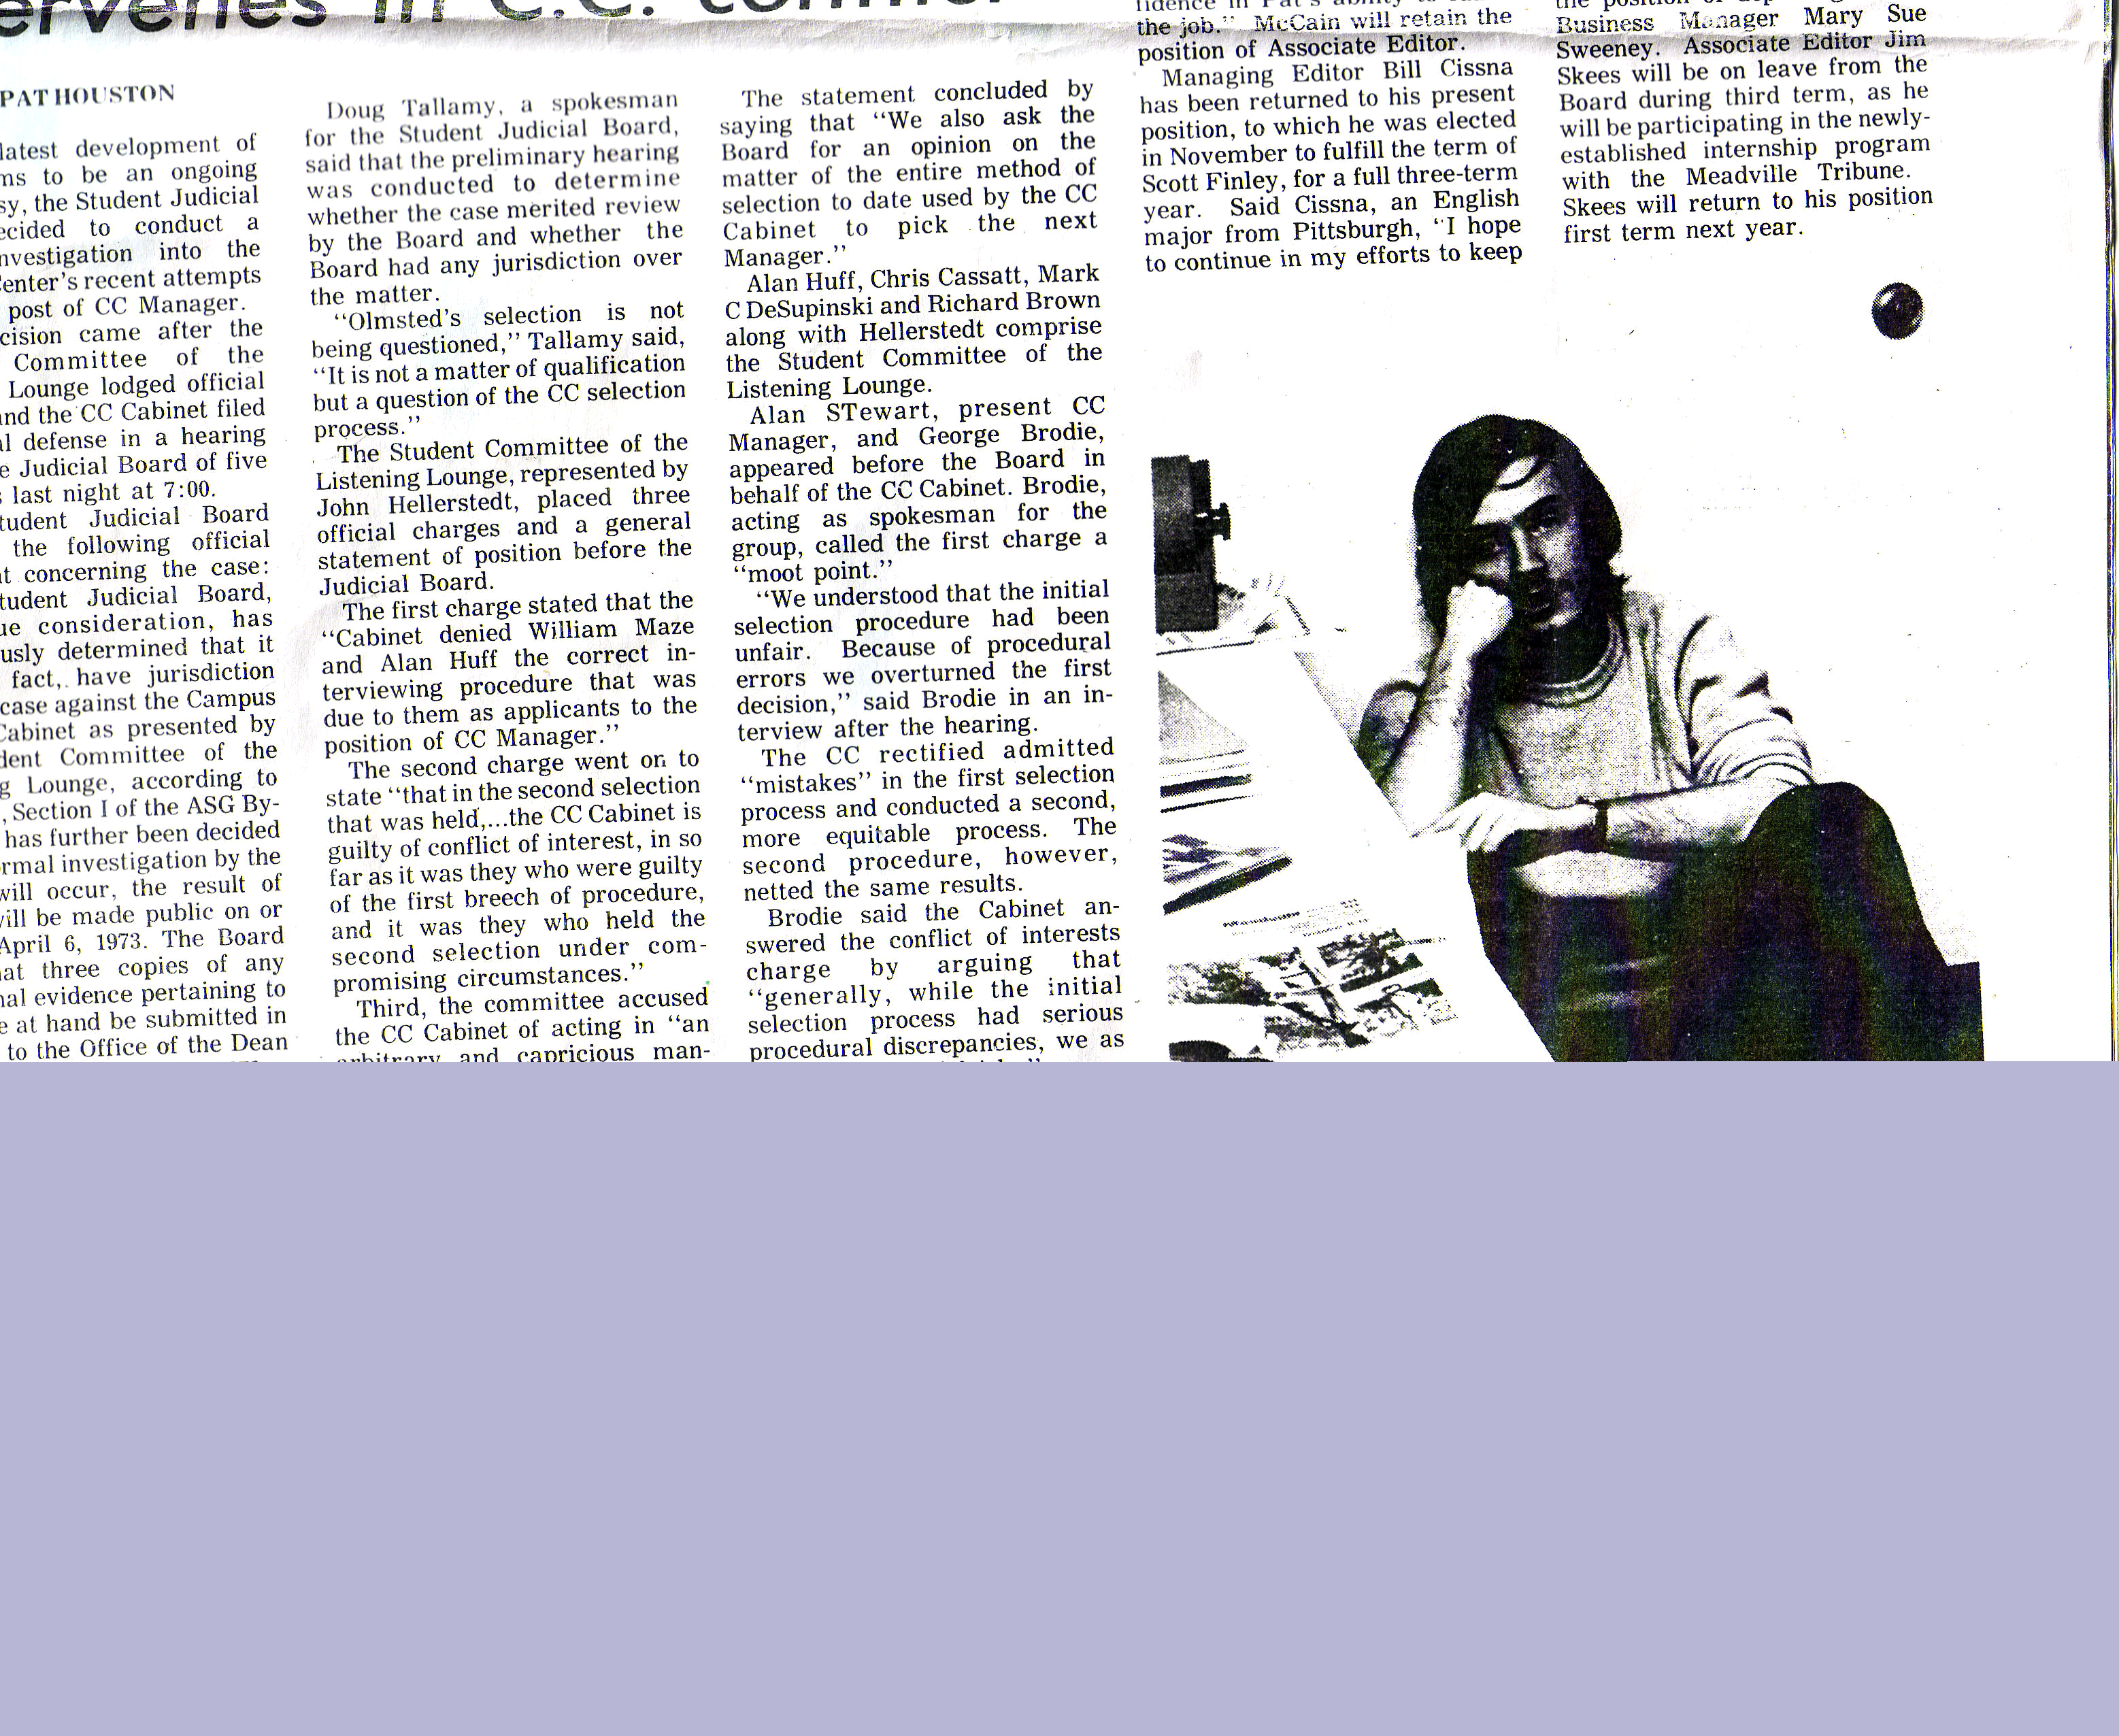 in C.C.
PAT HOUSTON
latest development of
ms to be an ongoing
sy, the Student Judicial
ecided to conduct a
nvestigation into the
enter's recent attempts
post of CC Manager.
cision came after the
Committee of the
Lounge lodged official
and the CC Cabinet filed
al defense in a hearing
e Judicial Board of five
s last night at 7:00.
tudent Judicial Board
the following official
t concerning the case:
tudent Judicial Board,
ue consideration, has
usly determined that it
fact, have jurisdiction
case against the Campus
Cabinet as presented by
dent Committee of the
g Lounge, according to
, Section I of the ASG By-
has further been decided
ormal investigation by the
will occur, the result of
will be made public on or
April 6, 1973. The Board
hat three copies of any
nal evidence pertaining to
e at hand be submitted in
to the Office of the Dean
Doug Tallamy, a spokesman
for the Student Judicial Board,
said that the preliminary hearing
was conducted to determine
whether the case merited review
by the Board and whether the
Board had any jurisdiction over
the matter.
"Olmsted's selection is not
being questioned," Tallamy said,
"It is not a matter of qualification
but a question of the CC selection
process."
The Student Committee of the
Listening Lounge, represented by
John Hellerstedt, placed three
official charges and a general
statement of position before the
Judicial Board.
The first charge stated that the
"Cabinet denied William Maze
and Alan Huff the correct in-
terviewing procedure that was
due to them as applicants to the
position of CC Manager."
The second charge went on to
state "that in the second selection
that was held,...the CC Cabinet is
guilty of conflict of interest, in so
far as it was they who were guilty
of the first breech of procedure,
and it was they who held the
second selection under com-
promising circumstances."
Third, the committee accused
the CC Cabinet of acting in "an
arbitrary and capricious man-
The statement concluded by
saying that "We also ask the
Board for an opinion on the
matter of the entire method of
selection to date used by the CC
Cabinet to pick the next
Manager."
Alan Huff, Chris Cassatt, Mark
C DeSupinski and Richard Brown
along with Hellerstedt comprise
the Student Committee of the
Listening Lounge.
Alan STewart, present CC
Manager, and George Brodie,
appeared before the Board in
behalf of the CC Cabinet. Brodie,
acting as spokesman for the
group, called the first charge a
"moot point."
"We understood that the initial
selection procedure had been
unfair. Because of procedural
errors we overturned the first
decision," said Brodie in an in-
terview after the hearing.
The CC rectified admitted
"mistakes" in the first selection
process and conducted a second,
more equitable process. The
second procedure, however,
netted the same results.
Brodie said the Cabinet an-
swered the conflict of interests
charge by arguing that
"generally, while the initial
selection process had serious
procedural discrepancies, we as
the job." McCain will retain the
position of Associate Editor.
Managing Editor Bill Cissna
has been returned to his present
position, to which he was elected
in November to fulfill the term of
Scott Finley, for a full three-term
year. Said Cissna, an English
major from Pittsburgh, "I hope
to continue in my efforts to keep
Business Manager Mary Sue
Sweeney. Associate Editor Jim
Skees will be on leave from the
Board during third term, as he
will be participating in the newly-
established internship program
with the Meadville Tribune.
Skees will return to his position
first term next year.